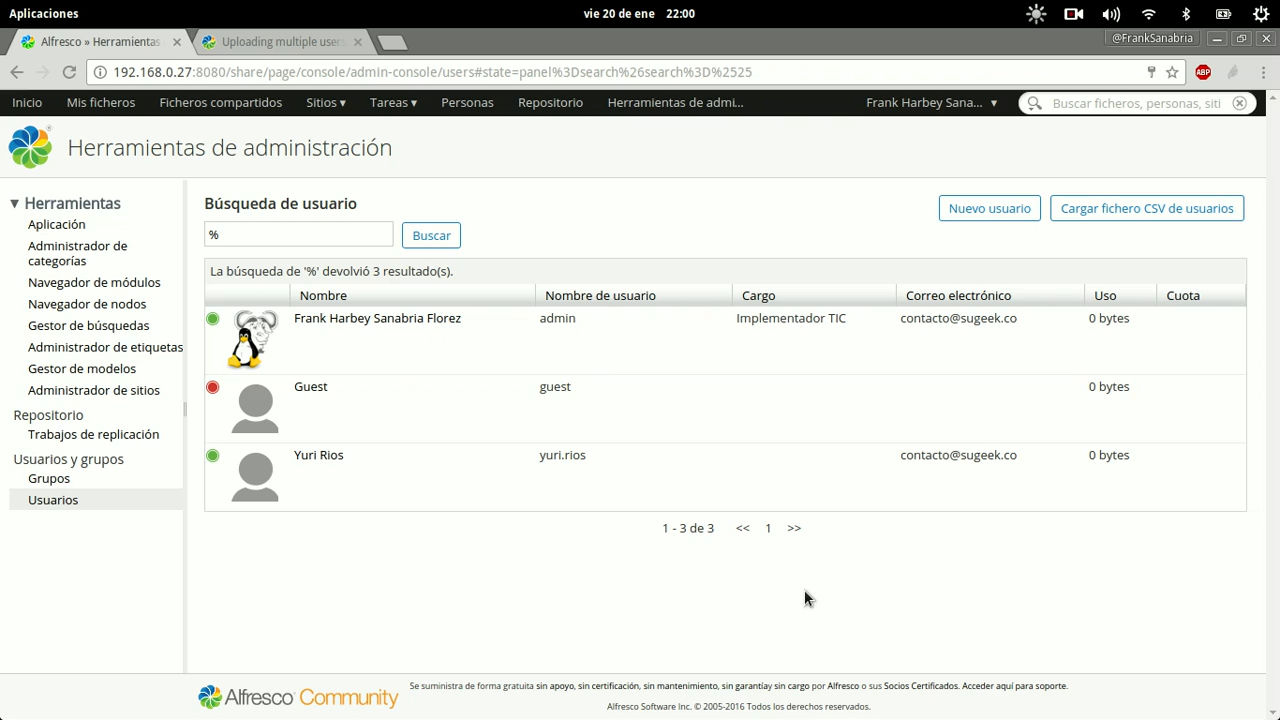 Aplicaciones
vie 20 de ene 22:00
Alfresco » Herramientas
Uploading multiple users
@FrankSanabria
192.168.0.27:8080/share/page/console/admin-console/users#state=panel%3Dsearch%26search%3D%2525
ABP
Inicio
Mis ficheros
Ficheros compartidos
Sitios ▾
Tareas ▾
Personas
Repositorio
Herramientas de admi...
Frank Harbey Sana... ▾
Buscar ficheros, personas, siti
Herramientas de administración
▼ Herramientas
Aplicación
Administrador de
categorías
Navegador de módulos
Navegador de nodos
Gestor de búsquedas
Administrador de etiquetas
Gestor de modelos
Administrador de sitios
Repositorio
Trabajos de replicación
Usuarios y grupos
Grupos
Usuarios
Búsqueda de usuario
Nuevo usuario
Cargar fichero CSV de usuarios
%
Buscar
La búsqueda de '%' devolvió 3 resultado(s).
Nombre Nombre de usuario Cargo Correo electrónico Uso Cuota
Frank Harbey Sanabria Florez admin Implementador TIC contacto@sugeek.co 0 bytes
Guest guest 0 bytes
Yuri Rios yuri.rios contacto@sugeek.co 0 bytes
1 - 3 de 3 << 1 >>
Alfresco Community
Se suministra de forma gratuita sin apoyo, sin certificación, sin mantenimiento, sin garantíay sin cargo por Alfresco o sus Socios Certificados. Acceder aquí para soporte.
Alfresco Software Inc. © 2005-2016 Todos los derechos reservados.